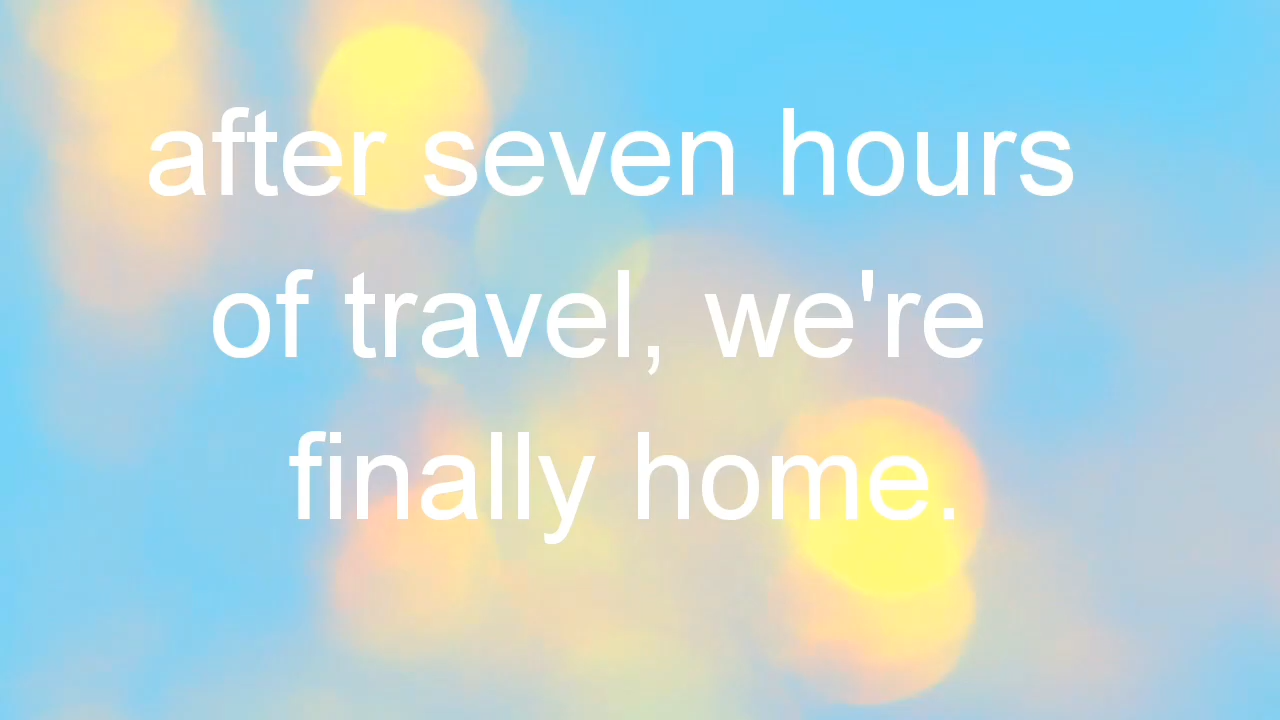 after seven hours
of travel, we're
finally home.